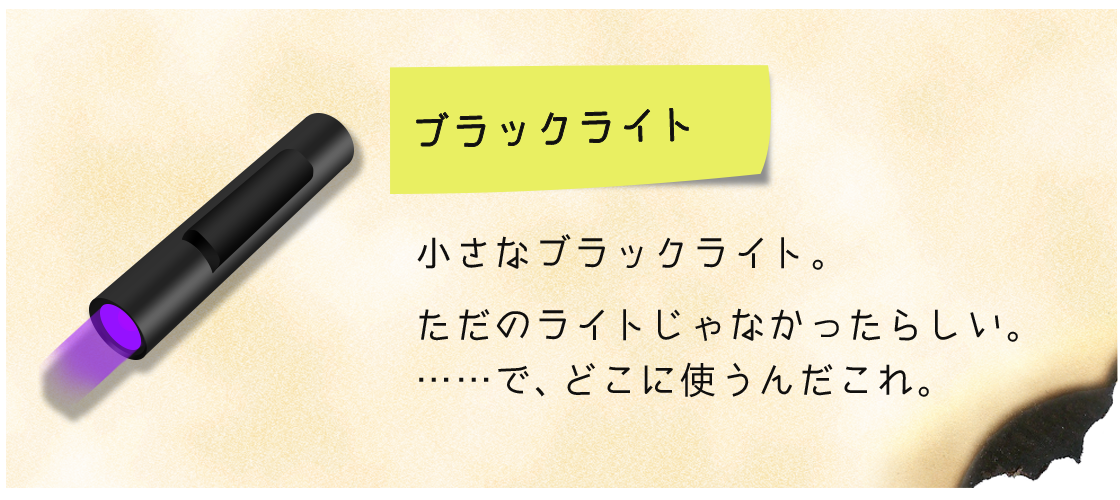 ブラックライト
小さなブラックライト。
ただのライトじゃなかったらしい。
……で、どこに使うんだこれ。